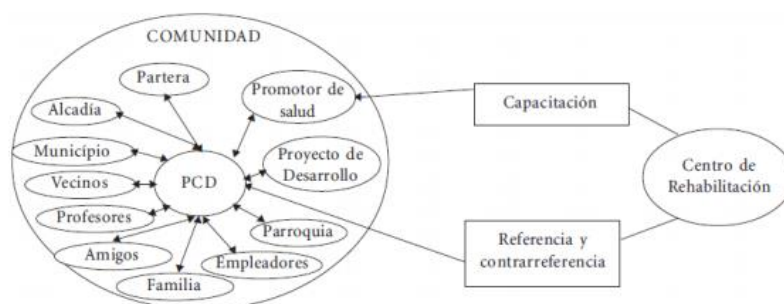 COMUNIDAD
Partera
Promotor de
salud
Alcadía
Município
Vecinos
PCD
Proyecto de
Desarrollo
Profesores
Parroquia
Amigos
Empleadores
Familia
Capacitación
Centro de
Rehabilitación
Referencia y
contrarreferencia